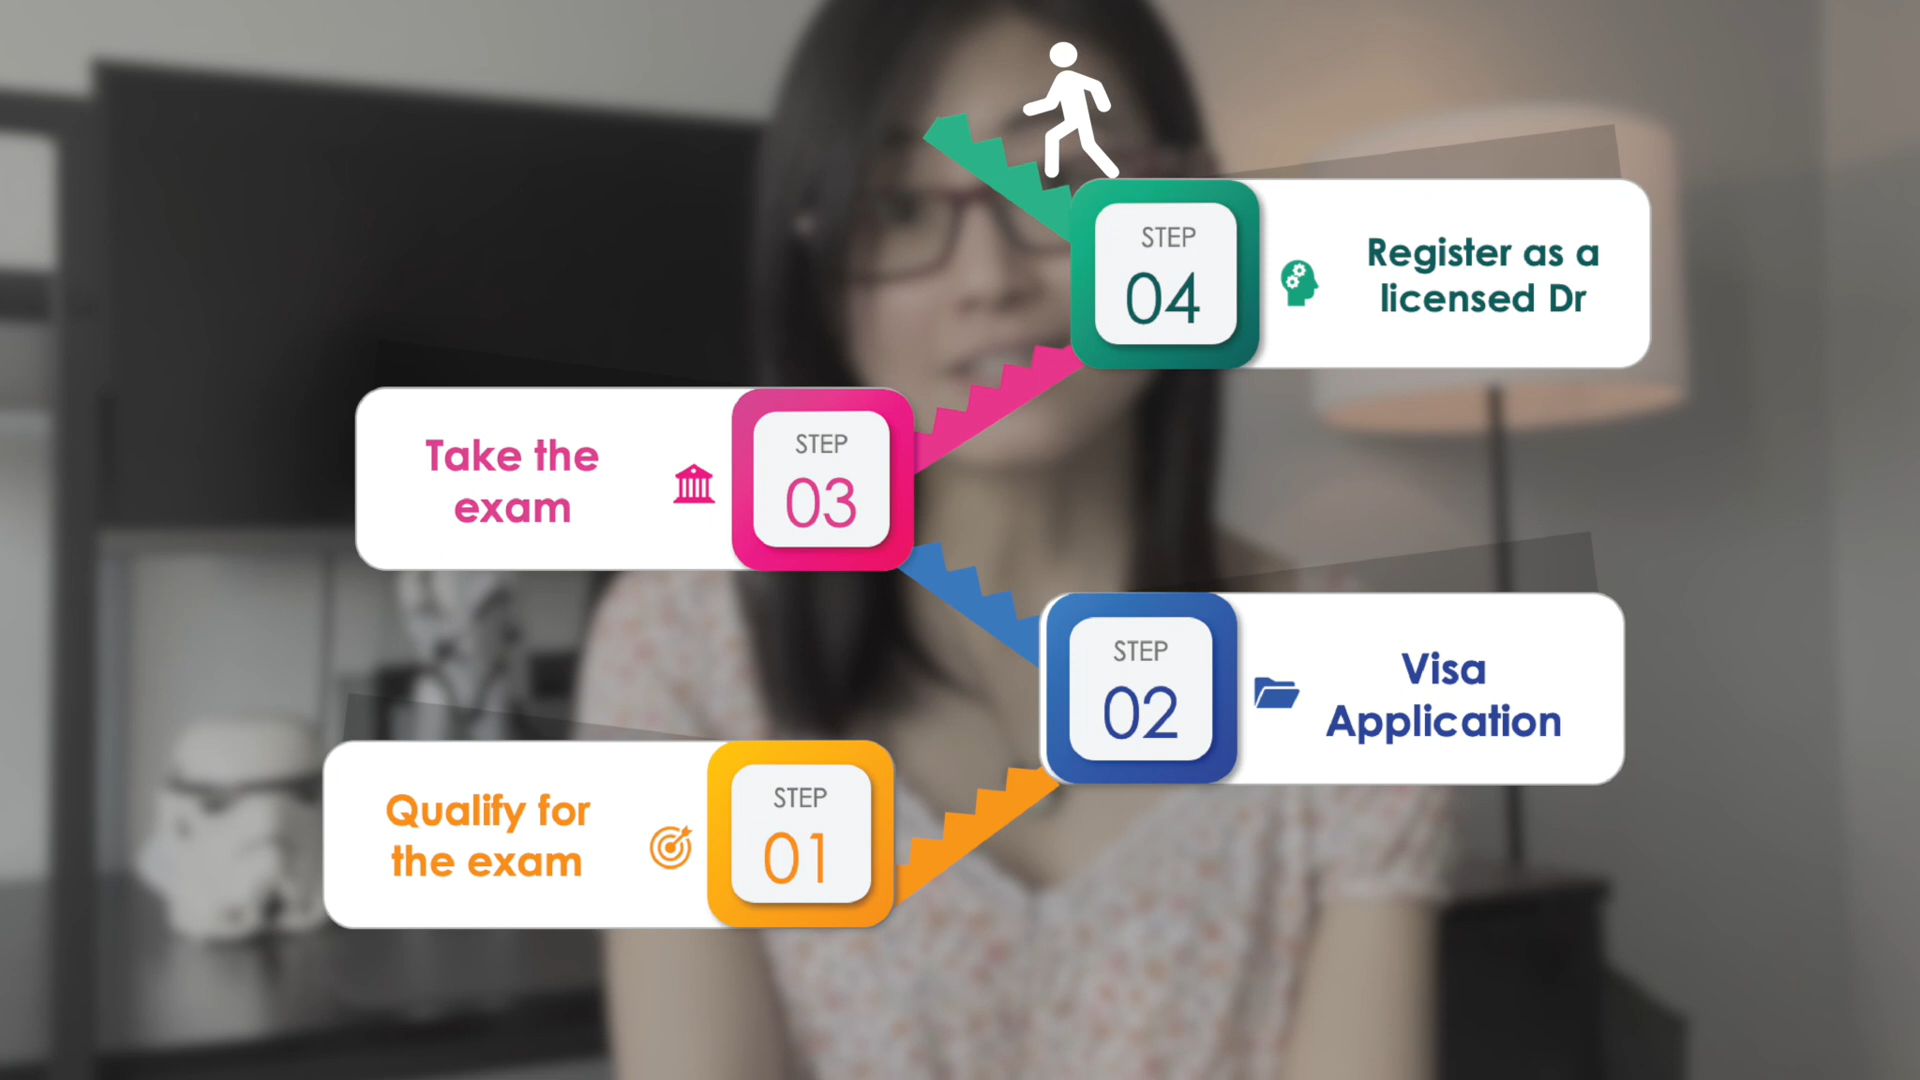 STEP
04
Register as a
licensed Dr
Take the
exam
STEP
03
STEP
02
Visa
Application
Qualify for
the exam
STEP
01